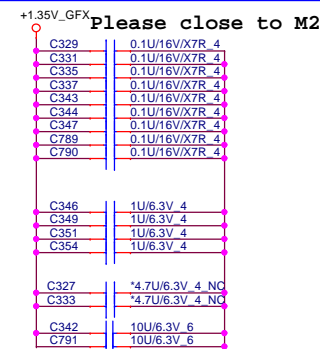 +1.35V_GFX
Please close to M2
C329 0.1U/16V/X7R_4
C331 0.1U/16V/X7R_4
C335 0.1U/16V/X7R_4
C337 0.1U/16V/X7R_4
C343 0.1U/16V/X7R_4
C344 0.1U/16V/X7R_4
C347 0.1U/16V/X7R_4
C789 0.1U/16V/X7R_4
C790 0.1U/16V/X7R_4
C346 1U/6.3V_4
C349 1U/6.3V_4
C351 1U/6.3V_4
C354 1U/6.3V_4
C327 *4.7U/6.3V_4_NC
C333 *4.7U/6.3V_4_NC
C342 10U/6.3V_6
C791 10U/6.3V_6